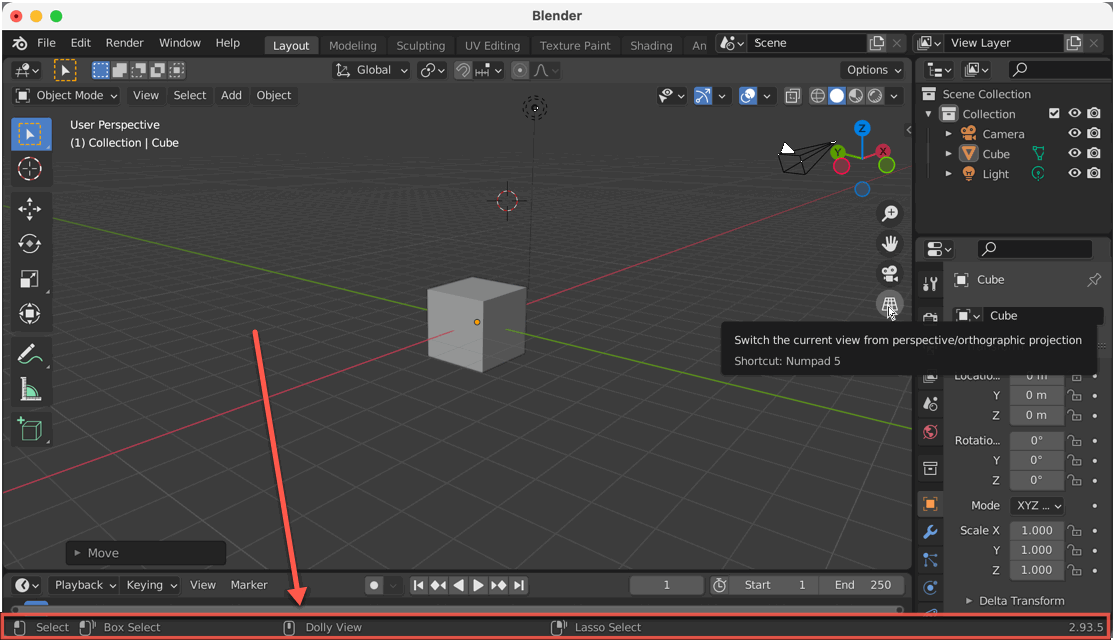 Blender
File Edit Render Window Help Layout Modeling Sculpting UV Editing Texture Paint Shading An Scene View Layer
Global Options
Object Mode View Select Add Object
User Perspective
(1) Collection | Cube
Z
Y X
Scene Collection
Collection
Camera
Cube
Light
Cube
Cube
Switch the current view from perspective/orthographic projection
Shortcut: Numpad 5
Locatio... 0 m
Y 0 m
Z 0 m
Rotatio... 0°
Y 0°
Z 0°
Mode XYZ ...
Scale X 1.000
Y 1.000
Z 1.000
Delta Transform
Move
Playback Keying View Marker 1 Start 1 End 250
Select Box Select Dolly View Lasso Select 2.93.5